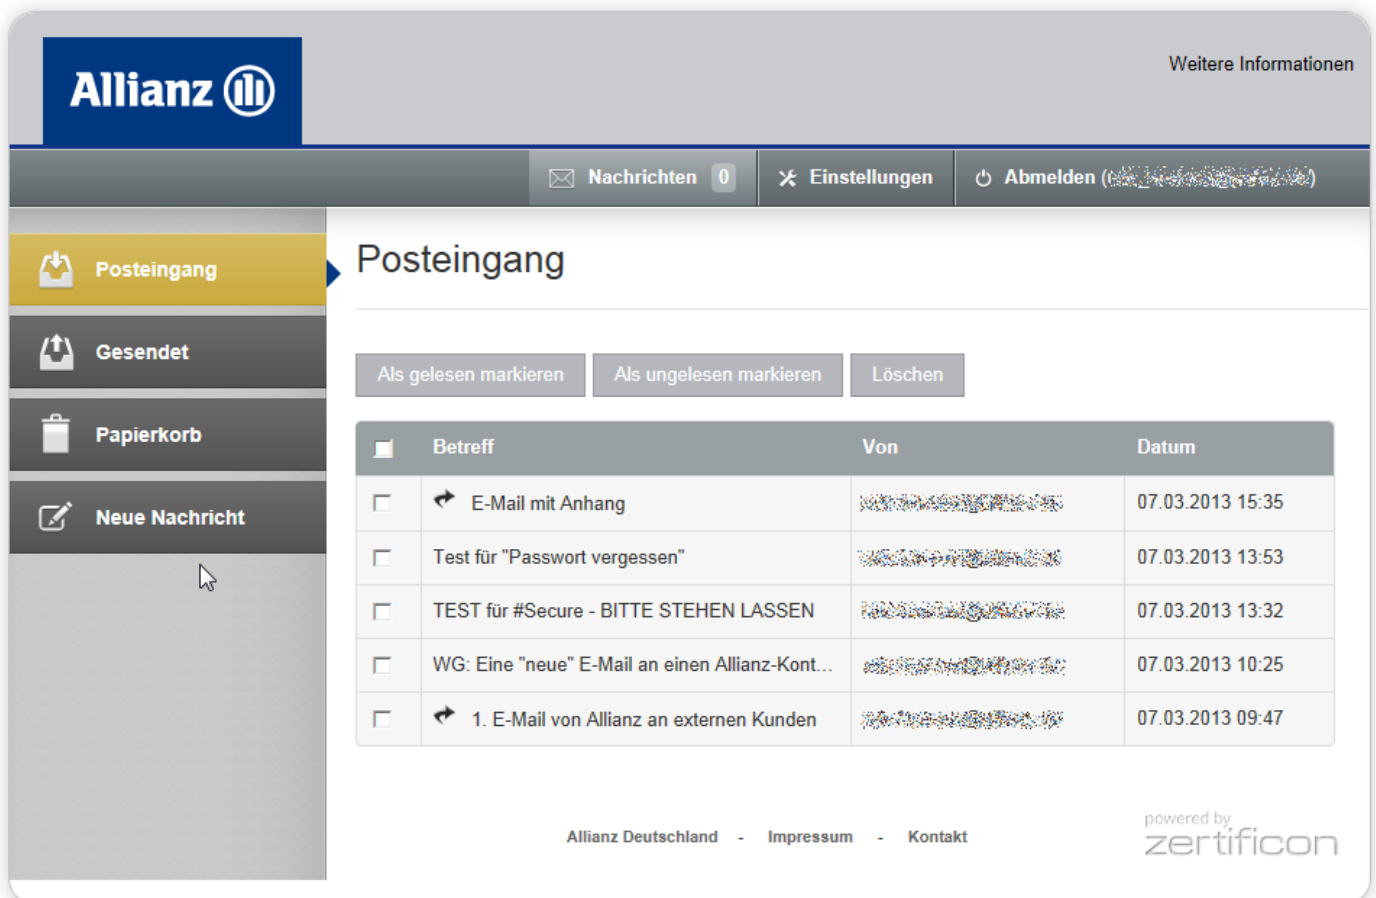 Allianz
Weitere Informationen
Nachrichten 0
Einstellungen
Abmelden (
Posteingang
Gesendet
Papierkorb
Neue Nachricht
Posteingang
Als gelesen markieren
Als ungelesen markieren
Löschen
Betreff Von Datum
E-Mail mit Anhang 07.03.2013 15:35
Test für "Passwort vergessen" 07.03.2013 13:53
TEST für #Secure - BITTE STEHEN LASSEN 07.03.2013 13:32
WG: Eine "neue" E-Mail an einen Allianz-Kont... 07.03.2013 10:25
1. E-Mail von Allianz an externen Kunden 07.03.2013 09:47
Allianz Deutschland - Impressum - Kontakt
powered by
zertificon